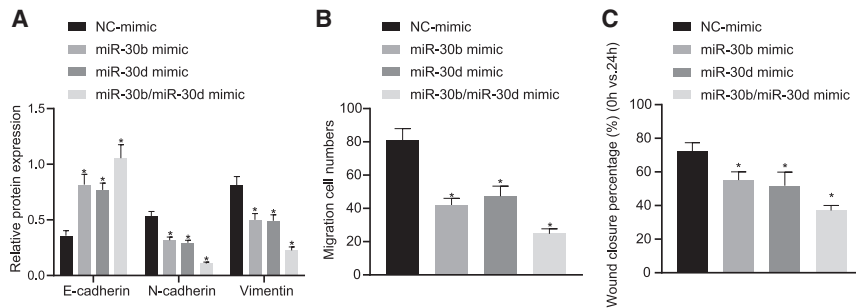 A
NC-mimic
miR-30b mimic
miR-30d mimic
miR-30b/miR-30d mimic
Relative protein expression
1.5
1.0
0.5
0.0
* * *
* * *
* * *
E-cadherin N-cadherin Vimentin
B
NC-mimic
miR-30b mimic
miR-30d mimic
miR-30b/miR-30d mimic
Migration cell numbers
100
80
60
40
20
0
* * *
C
NC-mimic
miR-30b mimic
miR-30d mimic
miR-30b/miR-30d mimic
Wound closure percentage (%) (0h vs.24h)
100
80
60
40
20
0
* * *